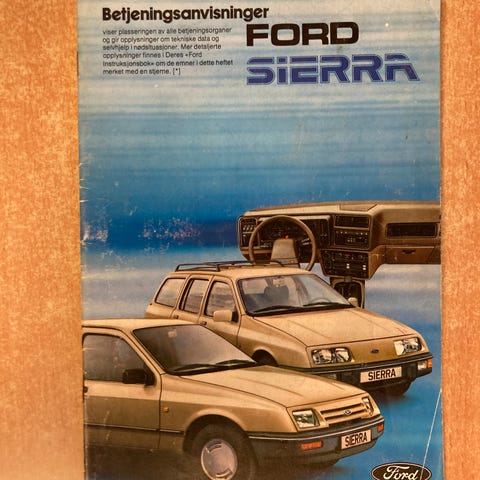 Betjeningsanvisninger
viser plasseringen av alle betjeningsorganer
og gir opplysninger om tekniske data og
selvhjelp i nødsituasjoner. Mer detaljerte
opplysninger finnes i Deres «Ford
Instruksjonsbok» om de emner i dette heftet
merket med en stjerne. [*]
FORD
SiERRA
SIERRA
SIERRA
Ford